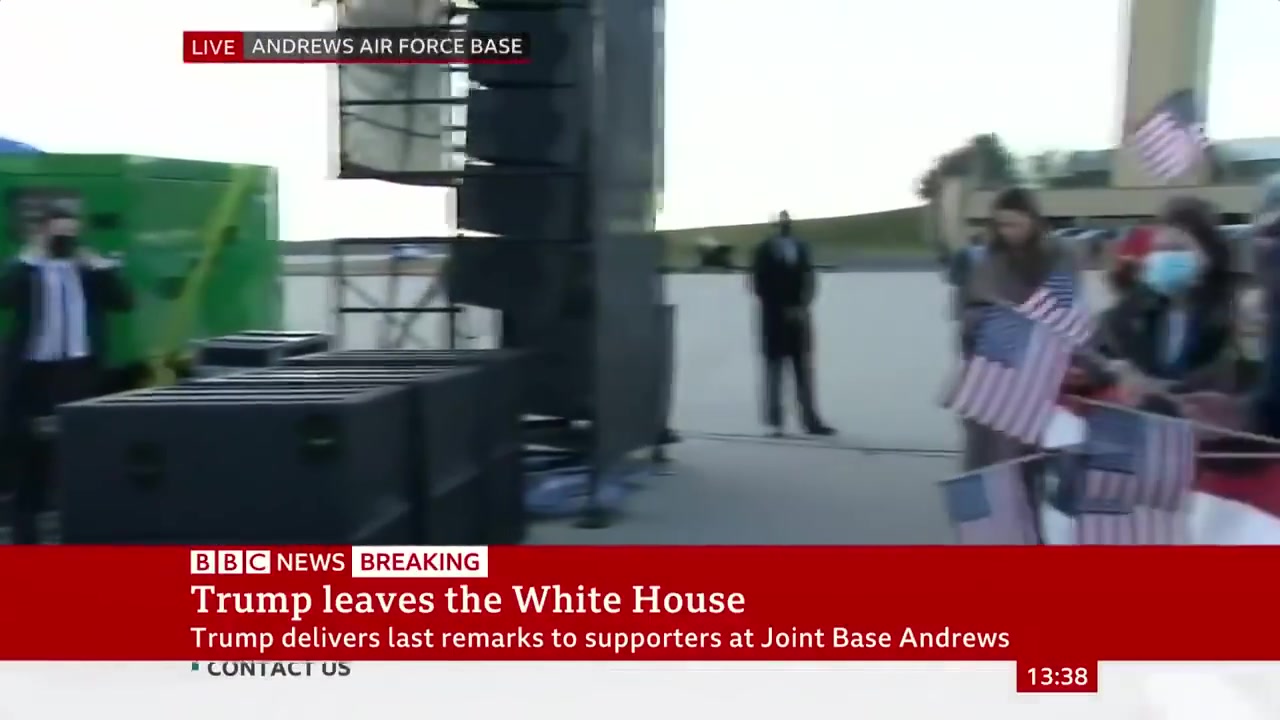 LIVE ANDREWS AIR FORCE BASE
BBC NEWS BREAKING
Trump leaves the White House
Trump delivers last remarks to supporters at Joint Base Andrews
CONTACT US
13:38